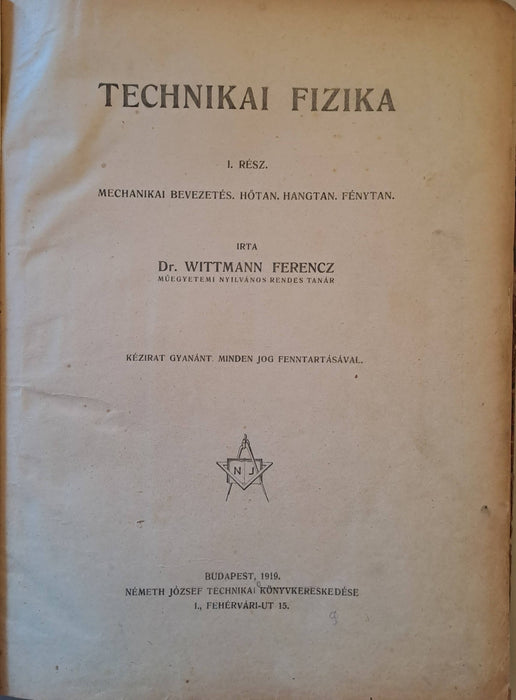 TECHNIKAI FIZIKA
I. RÉSZ.
MECHANIKAI BEVEZETÉS. HŐTAN. HANGTAN. FÉNYTAN.
IRTA
Dr. WITTMANN FERENCZ
MŰEGYETEMI NYILVÁNOS RENDES TANÁR
KÉZIRAT GYANÁNT. MINDEN JOG FENNTARTÁSÁVAL.
N J
BUDAPEST, 1919.
NÉMETH JÓZSEF TECHNIKAI KÖNYVKERESKEDÉSE
I., FEHÉRVÁRI-UT 15.